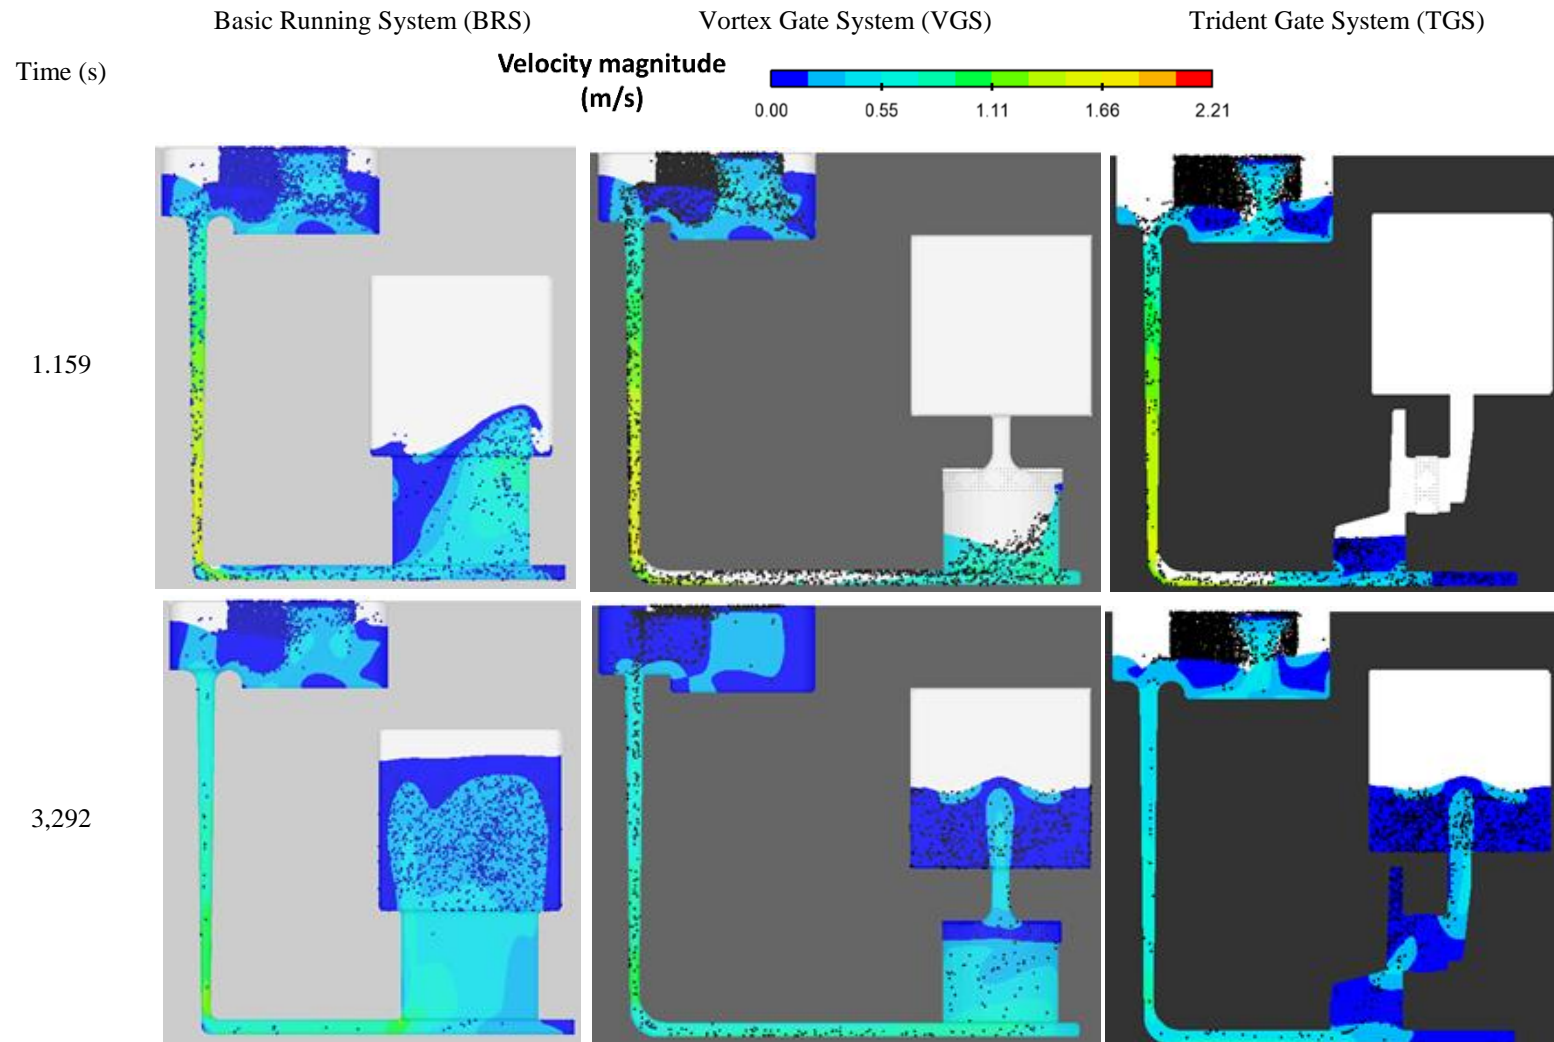 Basic Running System (BRS) Vortex Gate System (VGS) Trident Gate System (TGS)
Time (s)
Velocity magnitude
(m/s)
0.00 0.55 1.11 1.66 2.21
1.159
3,292